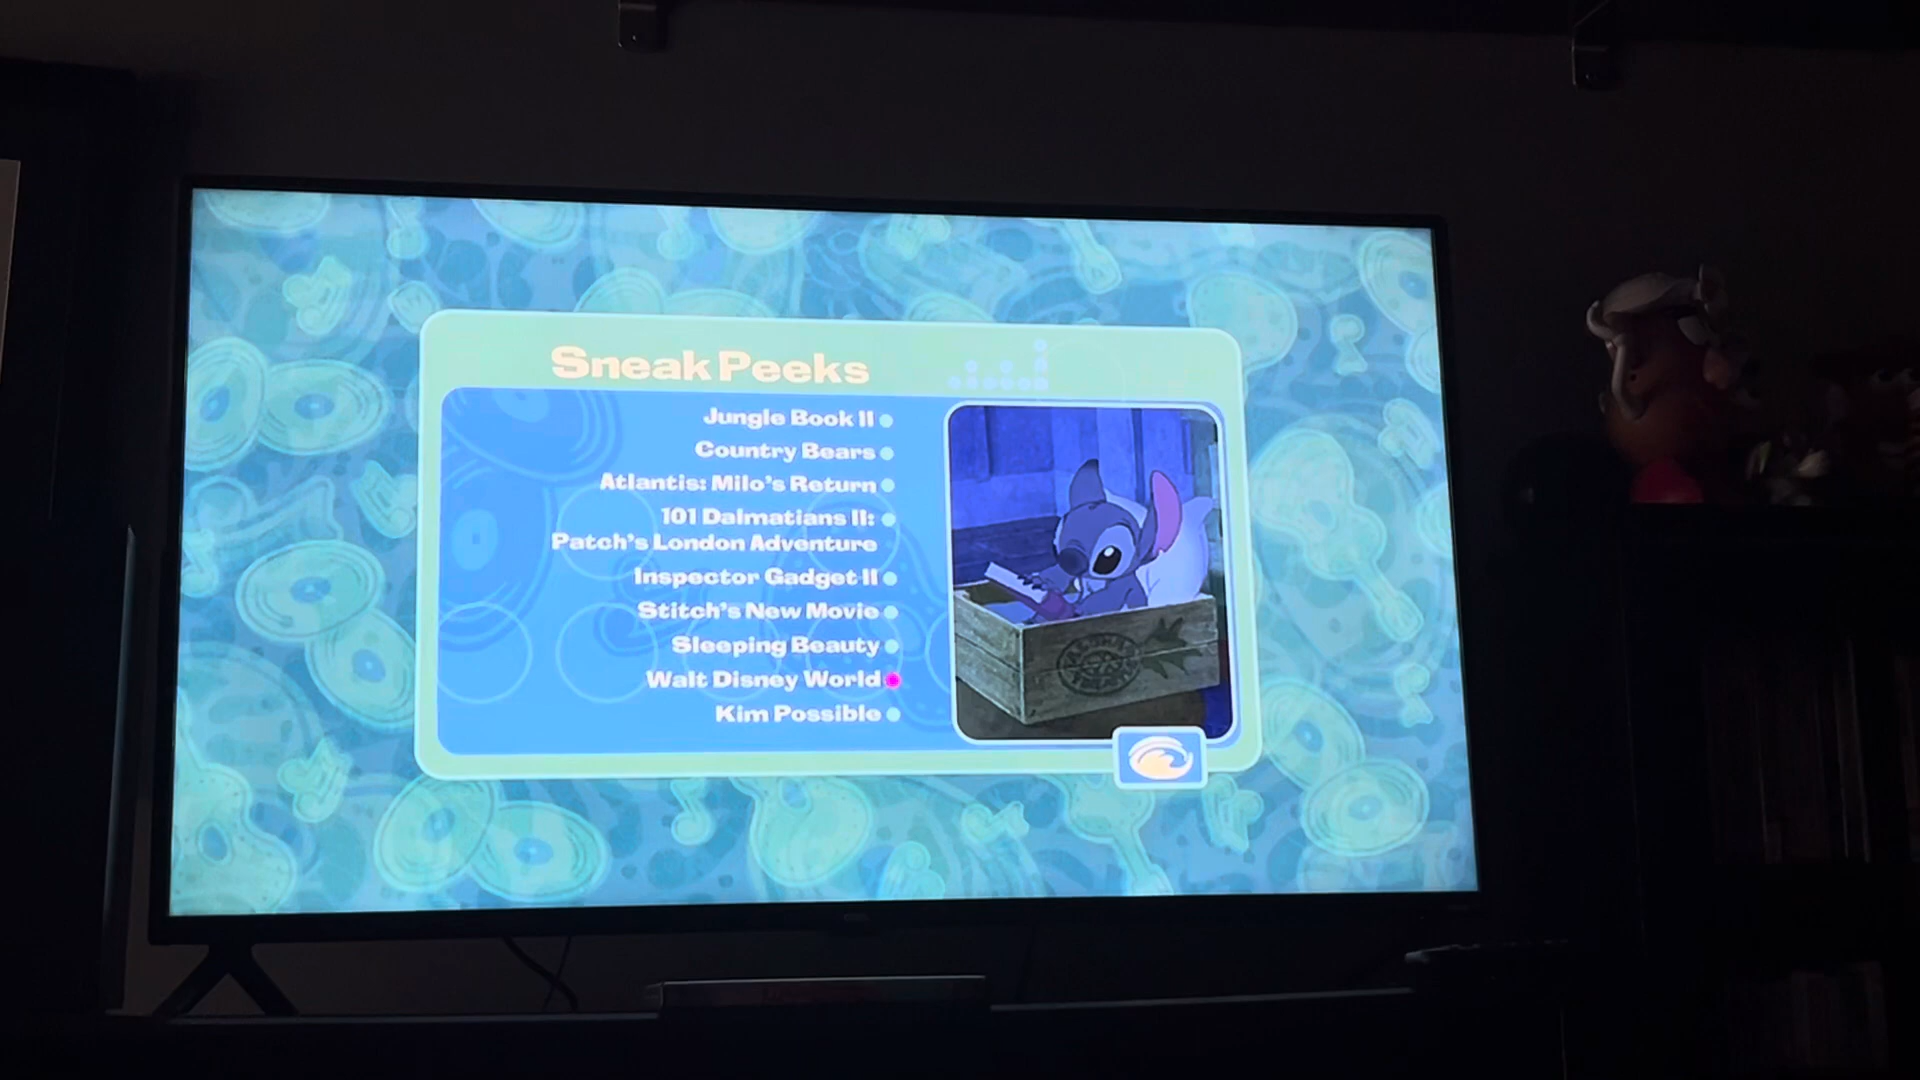 Sneak Peeks
Jungle Book II
Country Bears
Atlantis: Milo's Return
101 Dalmatians II:
Patch's London Adventure
Inspector Gadget II
Stitch's New Movie
Sleeping Beauty
Walt Disney World
Kim Possible